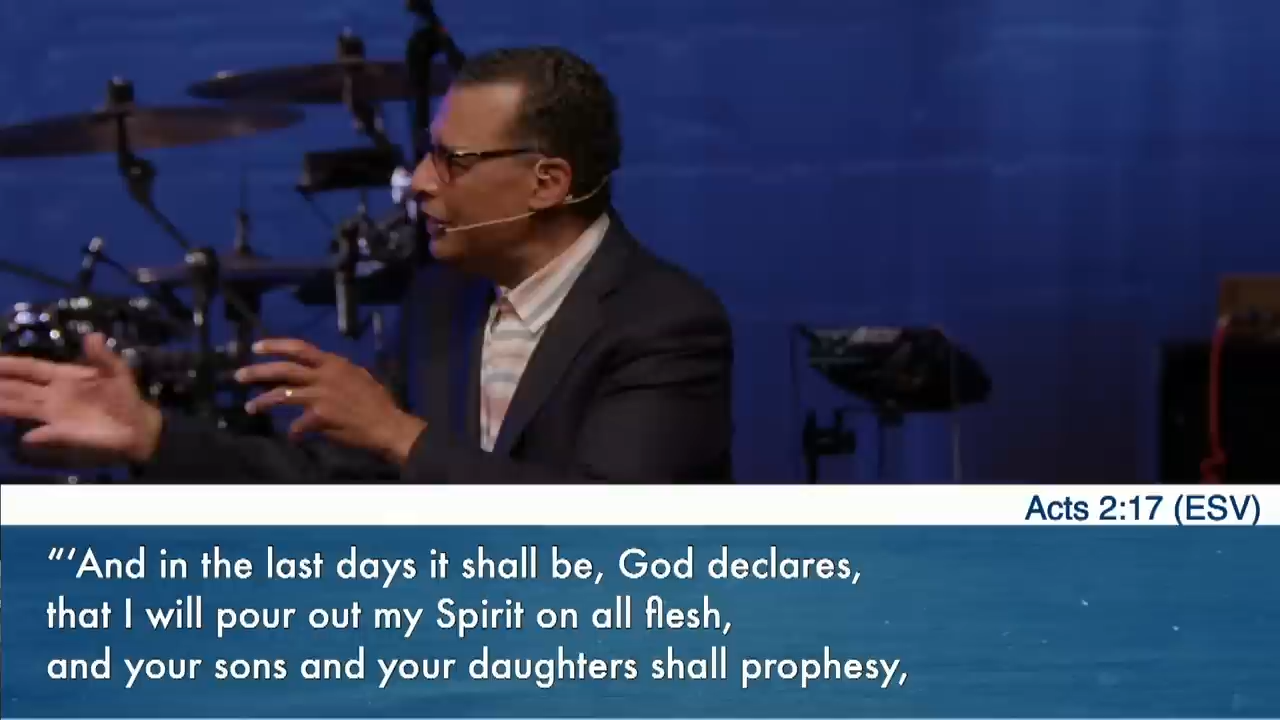 Acts 2:17 (ESV)
“‘And in the last days it shall be, God declares,
that I will pour out my Spirit on all flesh,
and your sons and your daughters shall prophesy,